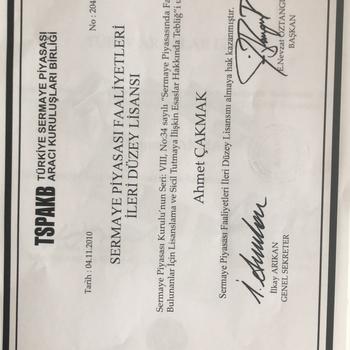 TSPAKB
TÜRKİYE SERMAYE PİYASASI
ARACI KURULUŞLARI BİRLİĞİ
Tarih : 04.11.2010
No : 204
SERMAYE PİYASASI FAALİYETLERİ
İLERİ DÜZEY LİSANSI
Sermaye Piyasası Kurulu'nun Seri: VIII, No:34 sayılı "Sermaye Piyasasında Fa
Bulunanlar İçin Lisanslama ve Sicil Tutmaya İlişkin Esaslar Hakkında Tebliğ"i u
Ahmet ÇAKMAK
Sermaye Piyasası Faaliyetleri İleri Düzey Lisansını almaya hak kazanmıştır.
İlkay ARIKAN
GENEL SEKRETER
E.Nevzat ÖZTANG
BAŞKAN